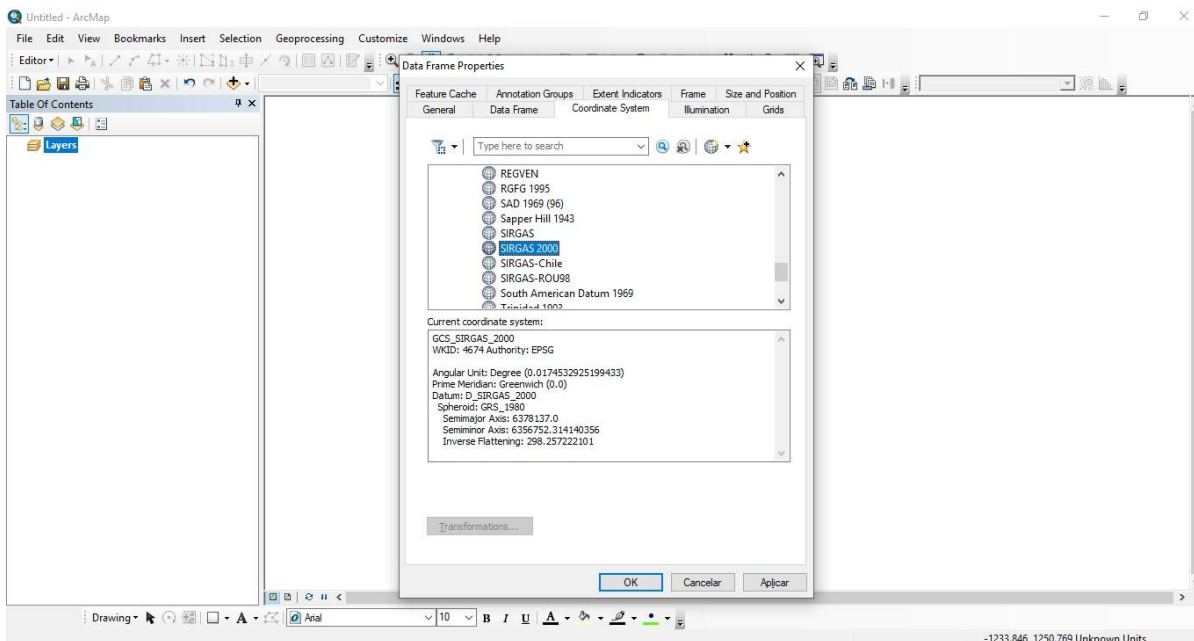 Untitled - ArcMap
File Edit View Bookmarks Insert Selection Geoprocessing Customize Windows Help
Editor
Table Of Contents
Layers
Data Frame Properties
Feature Cache Annotation Groups Extent Indicators Frame Size and Position
General Data Frame Coordinate System Illumination Grids
Type here to search
REGVEN
RGFG 1995
SAD 1969 (96)
Sapper Hill 1943
SIRGAS
SIRGAS 2000
SIRGAS-Chile
SIRGAS-ROU98
South American Datum 1969
Current coordinate system:
GCS_SIRGAS_2000
WKID: 4674 Authority: EPSG
Angular Unit: Degree (0.0174532925199433)
Prime Meridian: Greenwich (0.0)
Datum: D_SIRGAS_2000
Spheroid: GRS_1980
Semimajor Axis: 6378137.0
Semiminor Axis: 6356752.314140356
Inverse Flattening: 298.257222101
Transformations...
OK Cancelar Aplicar
Drawing A Arial 10 B I U A
-1233,846 1250,769 Unknown Units